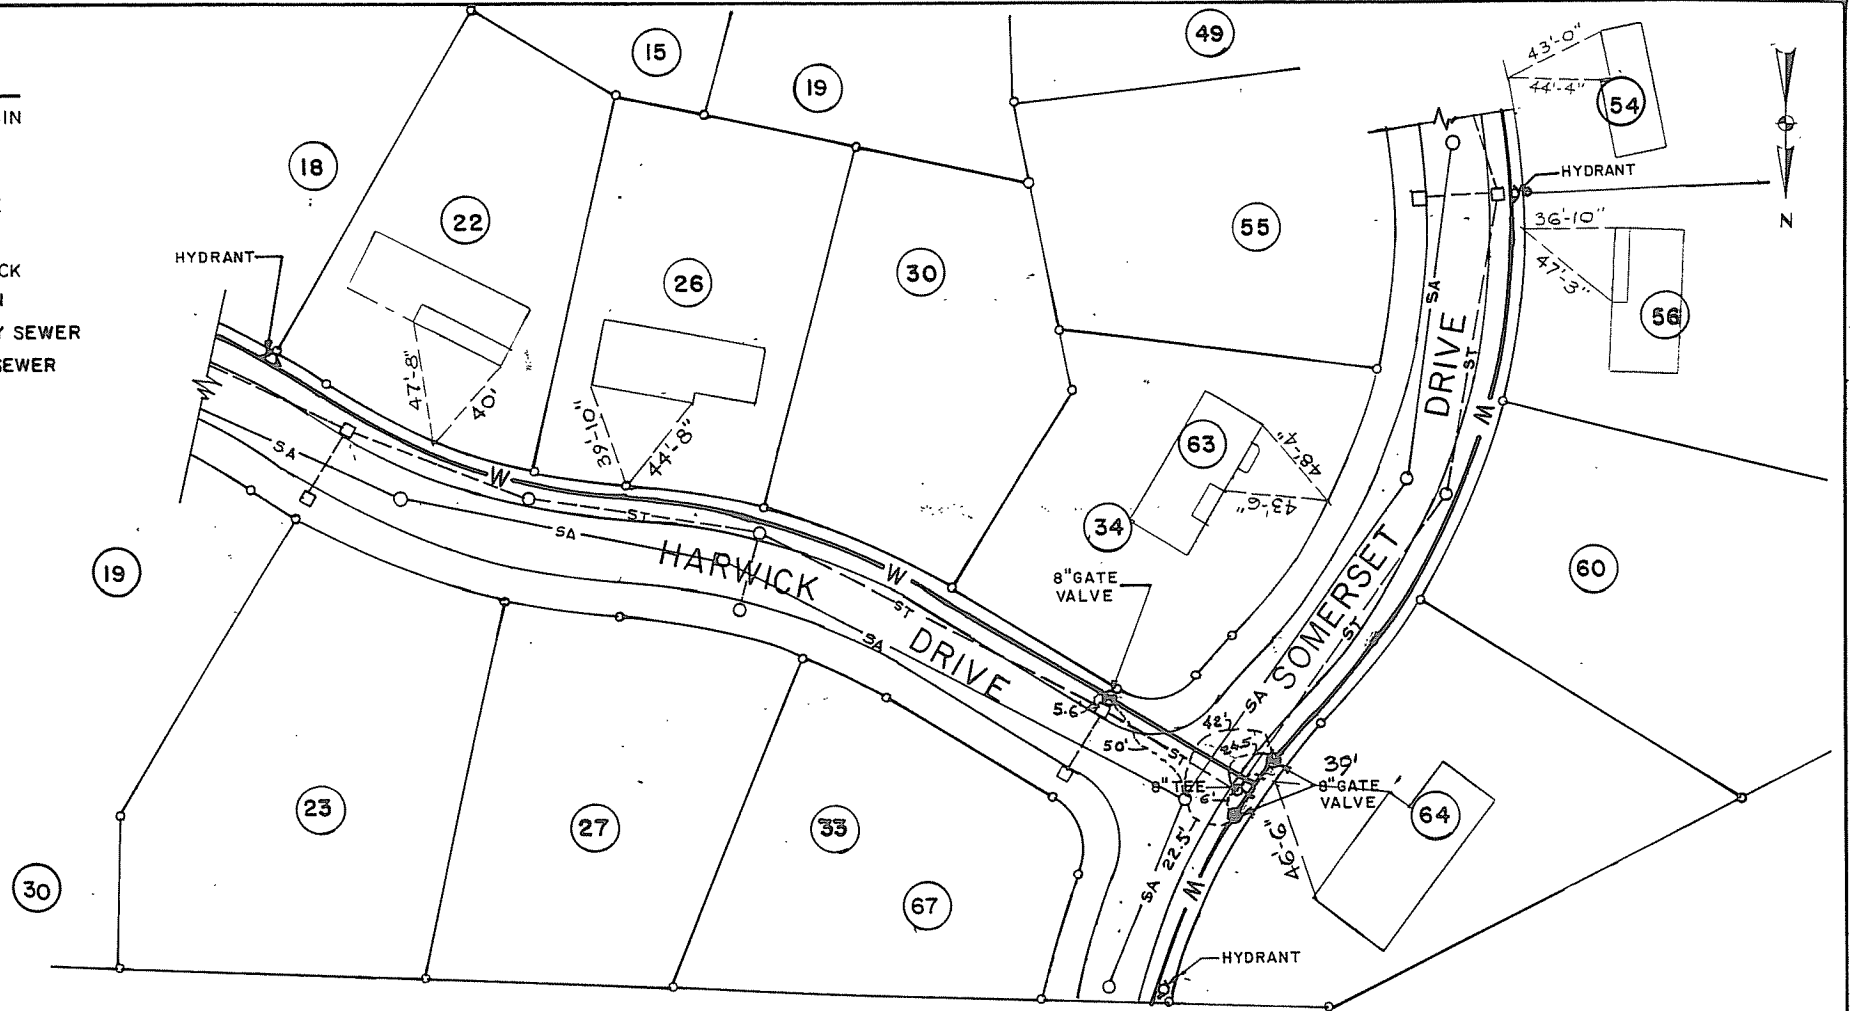 IN
CK
N
Y SEWER
SEWER
15
19
49
43'-0"
44'-4"
54
HYDRANT
N
18
22
26
30
55
36'-10"
47'-3"
56
HYDRANT
47'-8"
40'
39'-10"
44'-8"
63
48'-4"
43'-6"
34
8"GATE
VALVE
SA
SA
SA
W
W
ST
ST
HARWICK
DRIVE
SA
ST
DRIVE
SOMERSET
ST
SA
W
60
19
5.6'
50'
42'
24.5'
ST
8" TEE
6'
39'
8"GATE
VALVE
64
46'-6"
22.5'
SA
W
HYDRANT
23
27
33
67
30